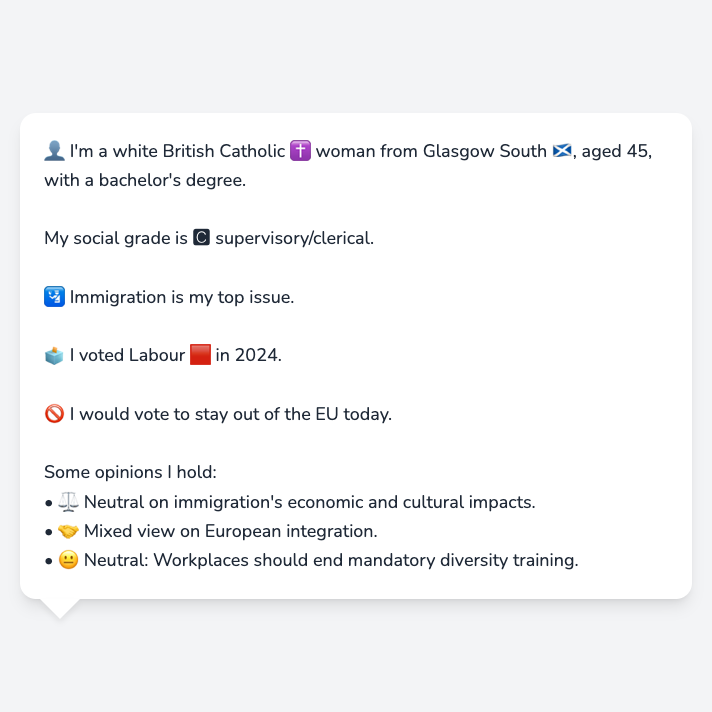 👤 I'm a white British Catholic ✝️ woman from Glasgow South 🏴󠁧󠁢󠁳󠁣󠁴󠁿, aged 45,
with a bachelor's degree.
My social grade is 🅲 supervisory/clerical.
🛂 Immigration is my top issue.
🗳️ I voted Labour 🟥 in 2024.
🚫 I would vote to stay out of the EU today.
Some opinions I hold:
• ⚖️ Neutral on immigration's economic and cultural impacts.
• 🤝 Mixed view on European integration.
• 😐 Neutral: Workplaces should end mandatory diversity training.